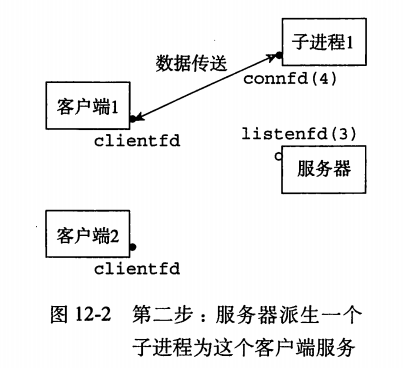 子进程1
数据传送
connfd(4)
客户端1
clientfd
listenfd(3)
服务器
客户端2
clientfd
图 12-2 第二步：服务器派生一个
子进程为这个客户端服务